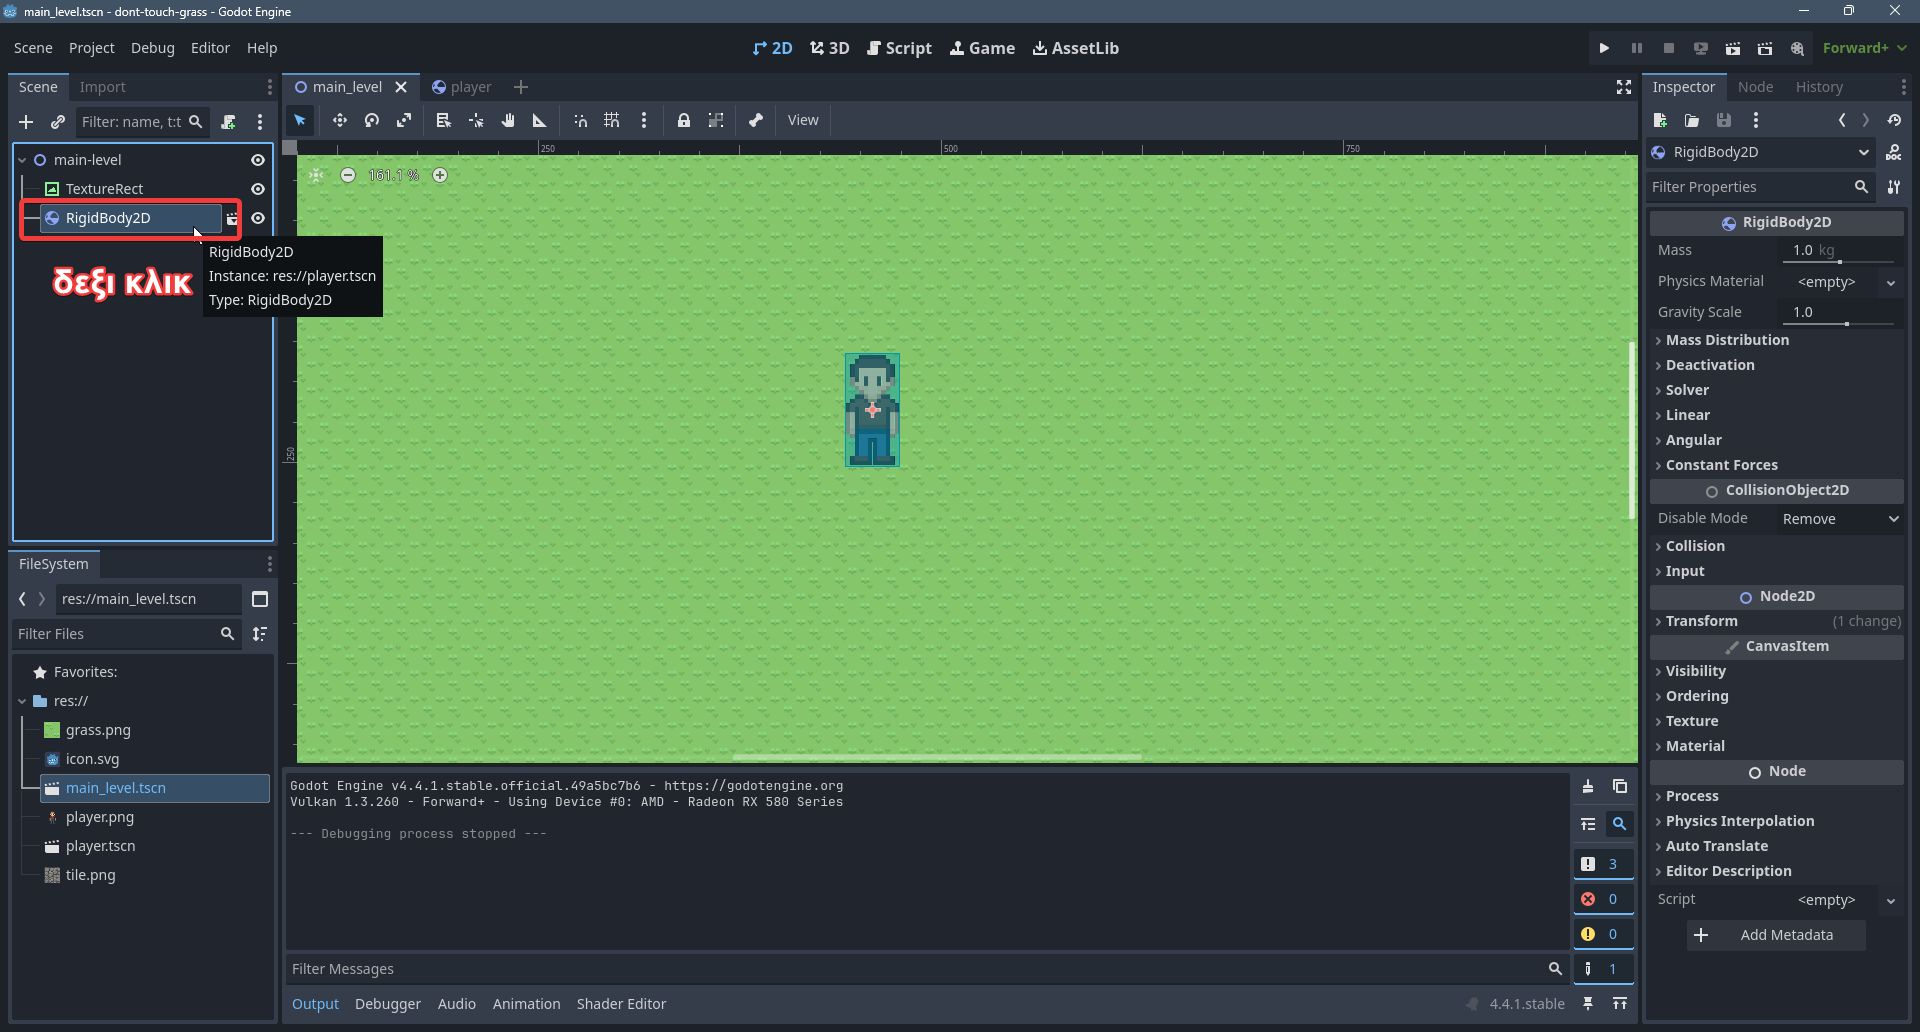 main_level.tscn - dont-touch-grass - Godot Engine
Scene Project Debug Editor Help
2D 3D Script Game AssetLib
Forward+
Scene Import
main_level player
Inspector Node History
Filter: name, t:t
View
main-level
TextureRect
RigidBody2D
RigidBody2D
Instance: res://player.tscn
Type: RigidBody2D
δεξι κλικ
250 500 750
161.1 %
250
FileSystem
res://main_level.tscn
Filter Files
Favorites:
res://
grass.png
icon.svg
main_level.tscn
player.png
player.tscn
tile.png
Godot Engine v4.4.1.stable.official.49a5bc7b6 - https://godotengine.org
Vulkan 1.3.260 - Forward+ - Using Device #0: AMD - Radeon RX 580 Series
--- Debugging process stopped ---
3
0
0
1
Filter Messages
Output Debugger Audio Animation Shader Editor
4.4.1.stable
RigidBody2D
DOC
Filter Properties
RigidBody2D
Mass 1.0 kg
Physics Material <empty>
Gravity Scale 1.0
Mass Distribution
Deactivation
Solver
Linear
Angular
Constant Forces
CollisionObject2D
Disable Mode Remove
Collision
Input
Node2D
Transform (1 change)
CanvasItem
Visibility
Ordering
Texture
Material
Node
Process
Physics Interpolation
Auto Translate
Editor Description
Script <empty>
Add Metadata